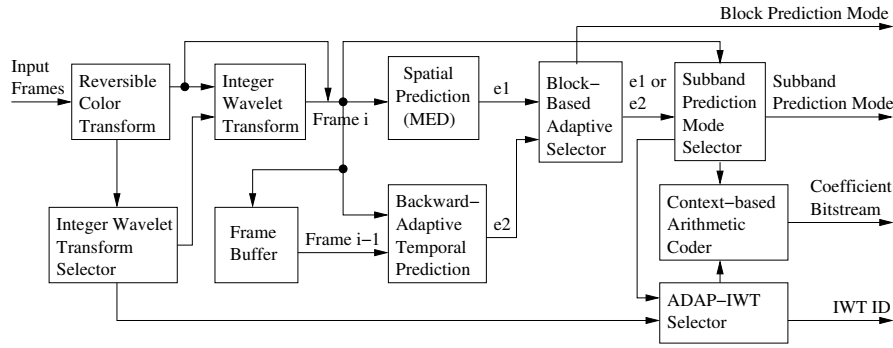 Block Prediction Mode
Input
Frames
Reversible
Color
Transform
Integer
Wavelet
Transform
Frame i
Spatial
Prediction
(MED)
e1
Block-
Based
Adaptive
Selector
e1 or
e2
Subband
Prediction
Mode
Selector
Subband
Prediction Mode
Integer Wavelet
Transform
Selector
Frame
Buffer
Frame i-1
Backward-
Adaptive
Temporal
Prediction
e2
Context-based
Arithmetic
Coder
Coefficient
Bitstream
ADAP-IWT
Selector
IWT ID